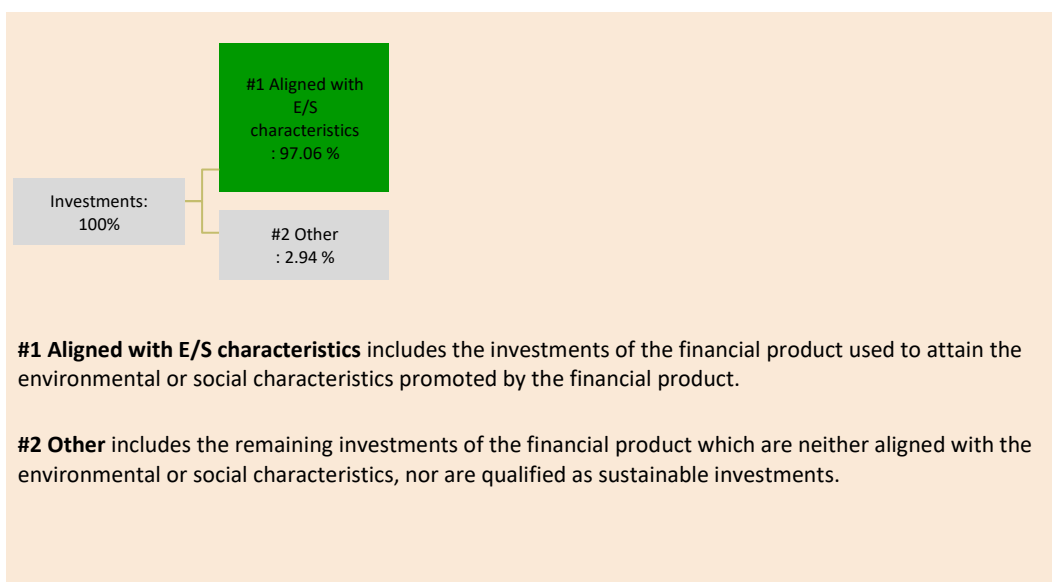 #1 Aligned with
E/S
characteristics
: 97.06 %
Investments:
100%
#2 Other
: 2.94 %
#1 Aligned with E/S characteristics includes the investments of the financial product used to attain the
environmental or social characteristics promoted by the financial product.
#2 Other includes the remaining investments of the financial product which are neither aligned with the
environmental or social characteristics, nor are qualified as sustainable investments.